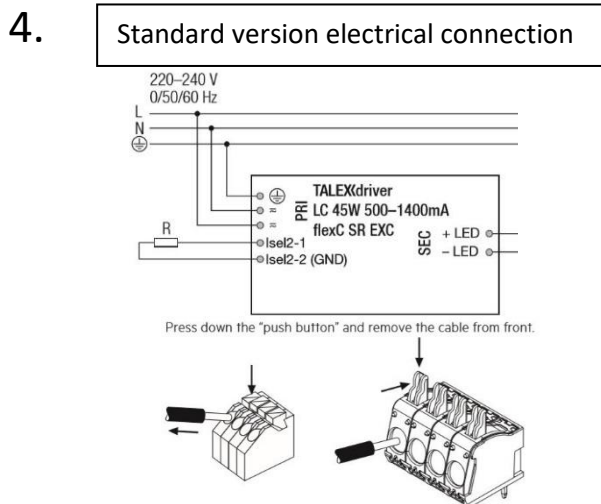 4.
Standard version electrical connection
220–240 V
0/50/60 Hz
L
N
PRI
TALEXXdriver
LC 45W 500–1400mA
flexC SR EXC
=
=
R
Isel2-1
Isel2-2 (GND)
SEC
+ LED
– LED
Press down the "push button" and remove the cable from front.